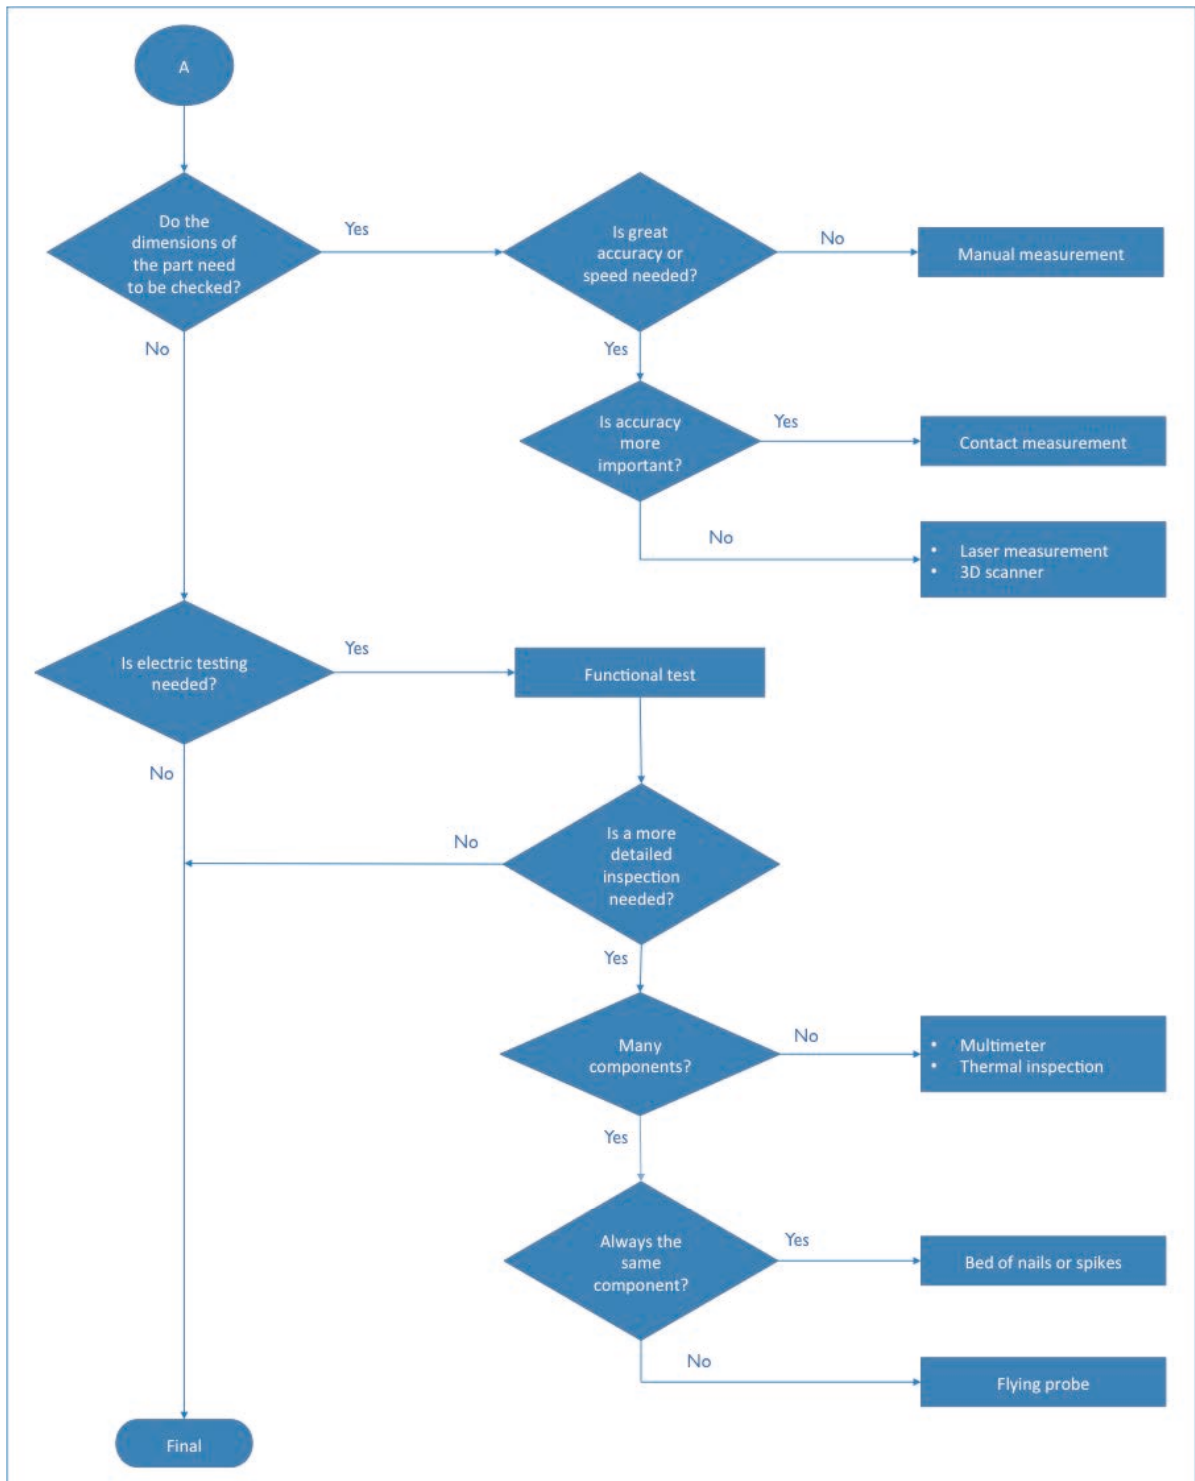 A
Do the
dimensions of
the part need
to be checked?
Yes
Is great
accuracy or
speed needed?
No
Manual measurement
No
Yes
Is accuracy
more
important?
Yes
Contact measurement
No
• Laser measurement
• 3D scanner
Is electric testing
needed?
Yes
Functional test
No
No
Is a more
detailed
inspection
needed?
Yes
Many
components?
No
• Multimeter
• Thermal inspection
Yes
Always the
same
component?
Yes
Bed of nails or spikes
No
Flying probe
Final